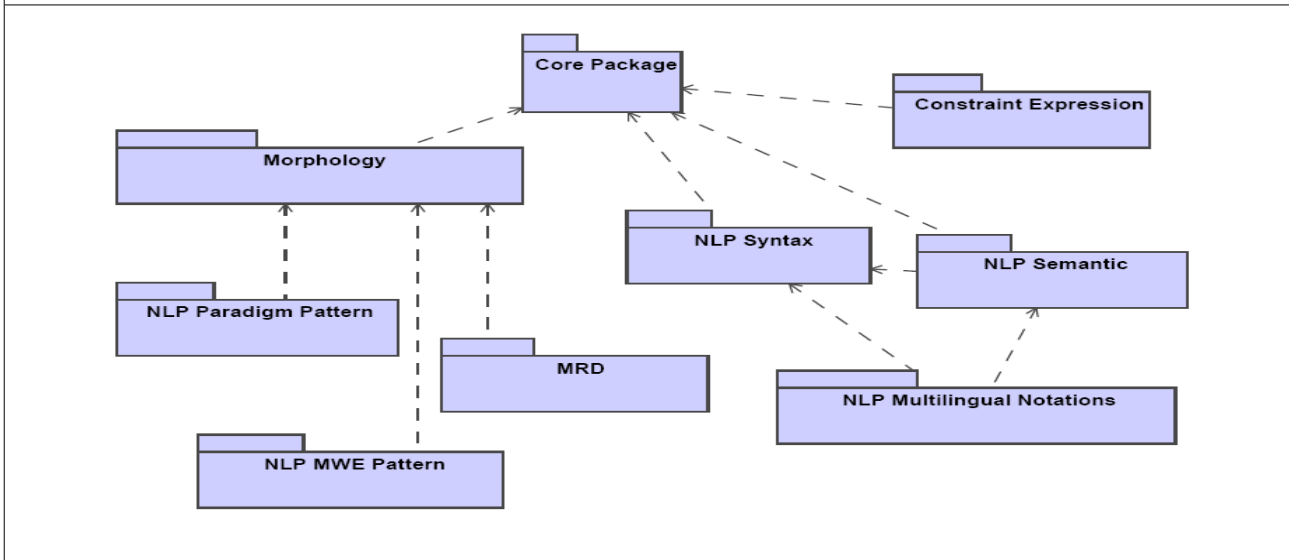 Core Package
Constraint Expression
Morphology
NLP Syntax
NLP Semantic
NLP Paradigm Pattern
MRD
NLP Multilingual Notations
NLP MWE Pattern